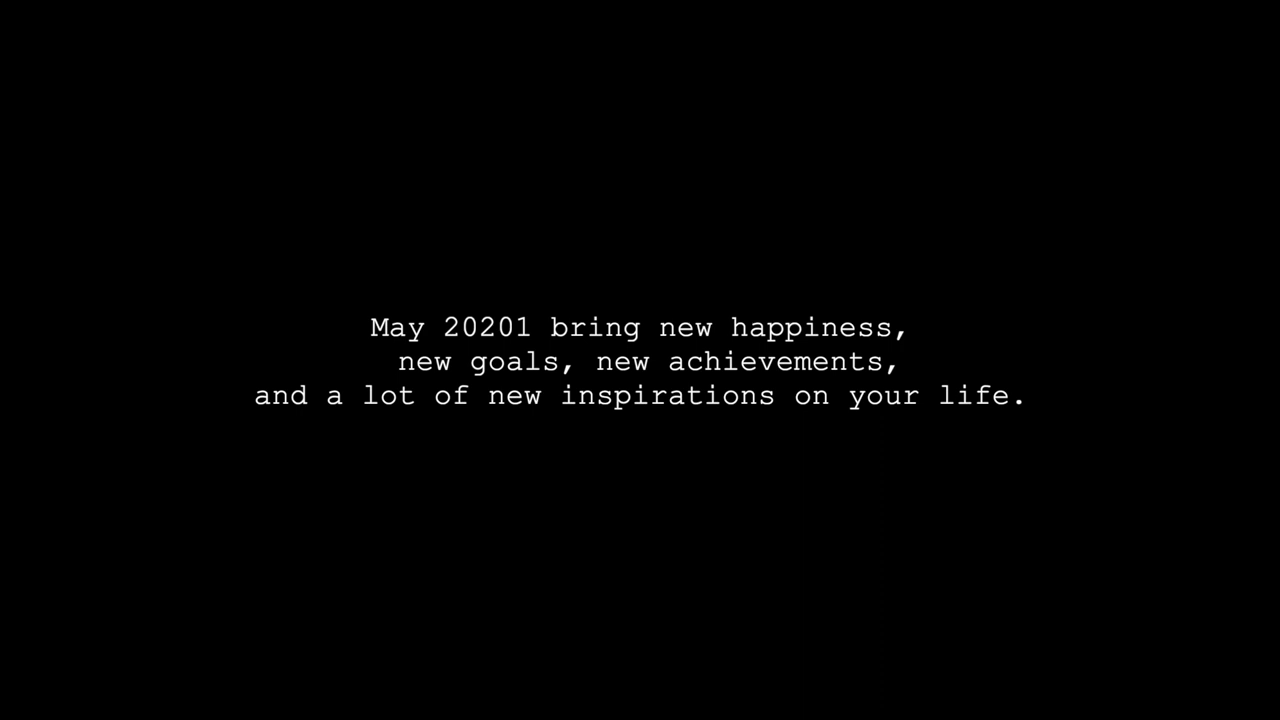 May 20201 bring new happiness,
new goals, new achievements,
and a lot of new inspirations on your life.